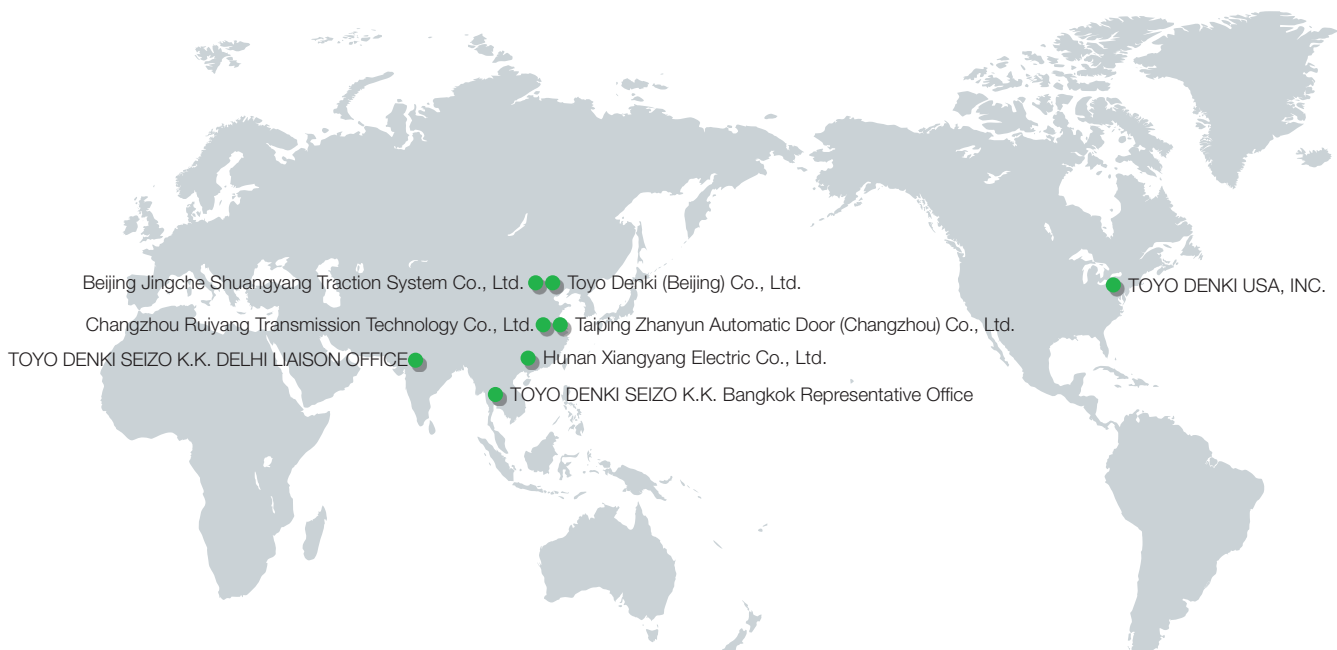 Beijing Jingche Shuangyang Traction System Co., Ltd.
Toyo Denki (Beijing) Co., Ltd.
TOYO DENKI USA, INC.
Changzhou Ruiyang Transmission Technology Co., Ltd.
Taiping Zhanyun Automatic Door (Changzhou) Co., Ltd.
TOYO DENKI SEIZO K.K. DELHI LIAISON OFFICE
Hunan Xiangyang Electric Co., Ltd.
TOYO DENKI SEIZO K.K. Bangkok Representative Office